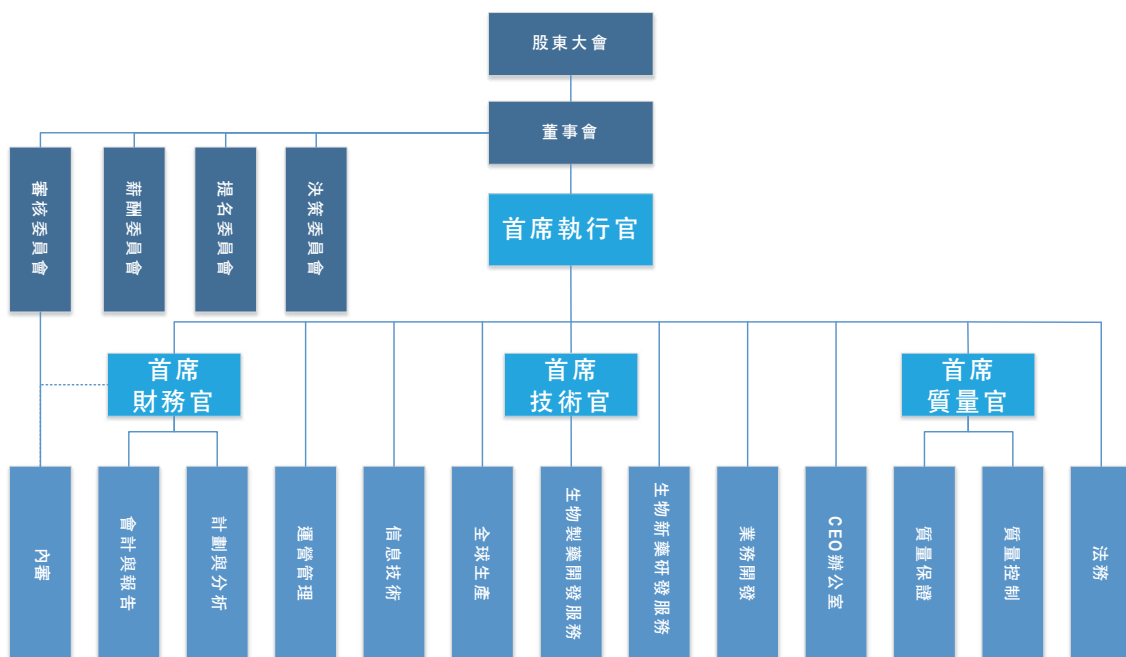 股東大會
董事會
審核委員會
薪酬委員會
提名委員會
決策委員會
首席執行官
首席
財務官
首席
技術官
首席
質量官
內審
會計與報告
計劃與分析
運營管理
信息技術
全球生產
生物製藥開發服務
生物新藥研發服務
業務開發
CEO辦公室
質量保證
質量控制
法務